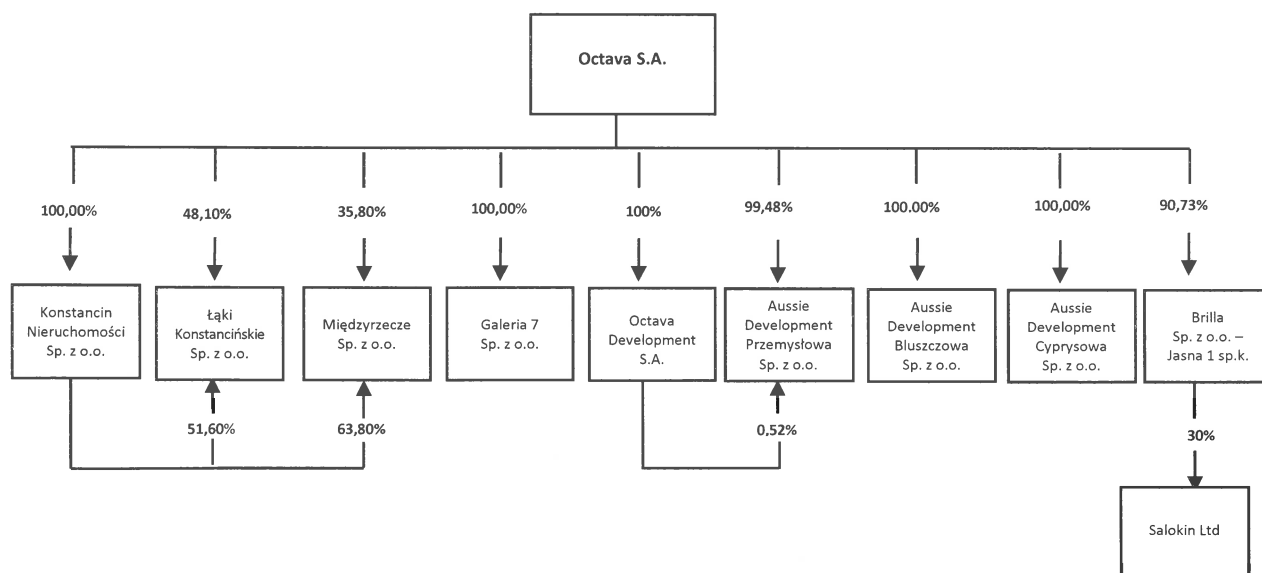 Octava S.A.
100,00%
48,10%
35,80%
100,00%
100%
99,48%
100.00%
100,00%
90,73%
Konstancin
Nieruchomości
Sp. z o.o.
Łąki
Konstancińskie
Sp. z o.o.
Międzyrzecze
Sp. z o.o.
Galeria 7
Sp. z o.o.
Octava
Development
S.A.
Aussie
Development
Przemysłowa
Sp. z o.o.
Aussie
Development
Bluszczowa
Sp. z o.o.
Aussie
Development
Cyprysowa
Sp. z o.o.
Brilla
Sp. z o.o. –
Jasna 1 sp.k.
51,60%
63,80%
0,52%
30%
Salokin Ltd